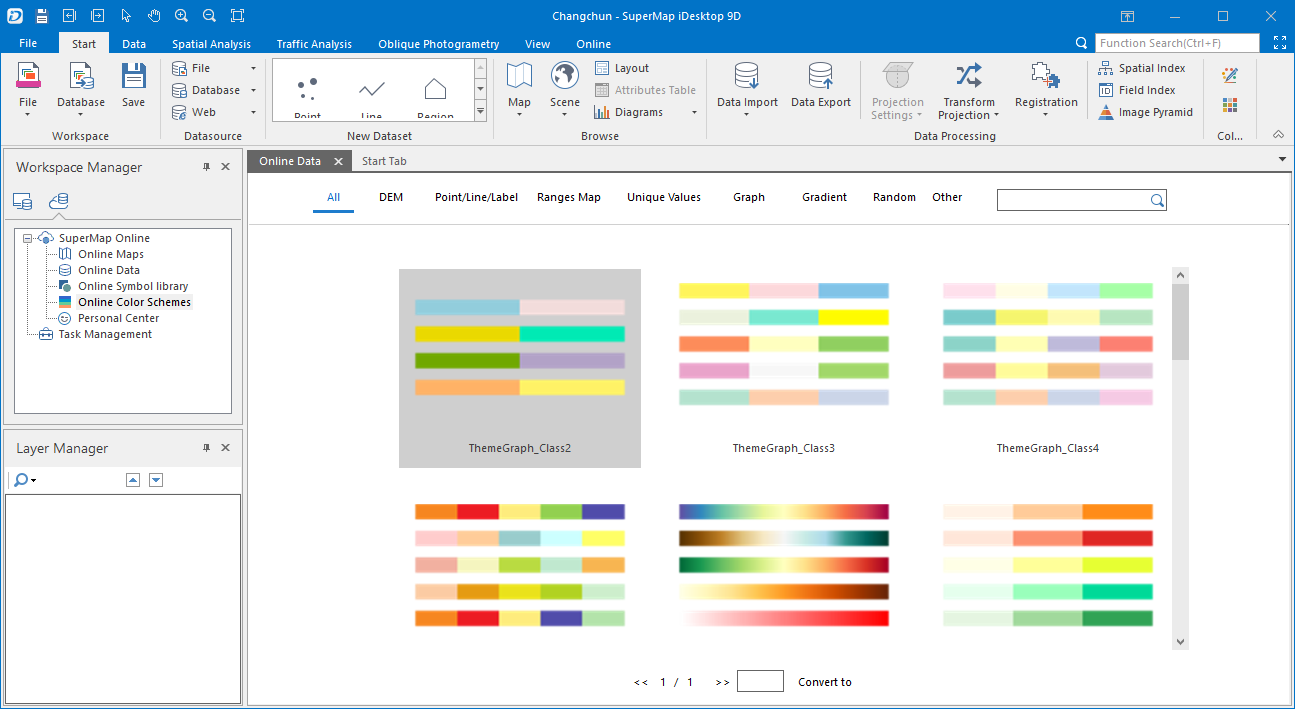 Changchun - SuperMap iDesktop 9D
File Start Data Spatial Analysis Traffic Analysis Oblique Photogrametry View Online Function Search(Ctrl+F)
File Database Layout Spatial Index
Database Attributes Table Field Index
File Database Save Web Point Line Region Map Scene Diagrams Data Import Data Export Projection Settings Transform Projection Registration Image Pyramid
Workspace Datasource New Dataset Browse Data Processing Col...
Workspace Manager
Online Data Start Tab
All DEM Point/Line/Label Ranges Map Unique Values Graph Gradient Random Other
SuperMap Online
Online Maps
Online Data
Online Symbol library
Online Color Schemes
Personal Center
Task Management
Layer Manager
ThemeGraph_Class2 ThemeGraph_Class3 ThemeGraph_Class4
<< 1 / 1 >> Convert to